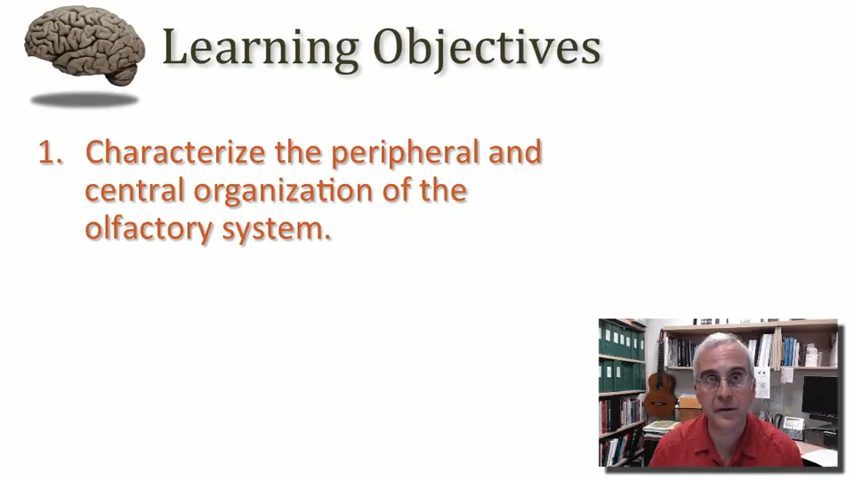 Learning Objectives
1. Characterize the peripheral and
central organization of the
olfactory system.